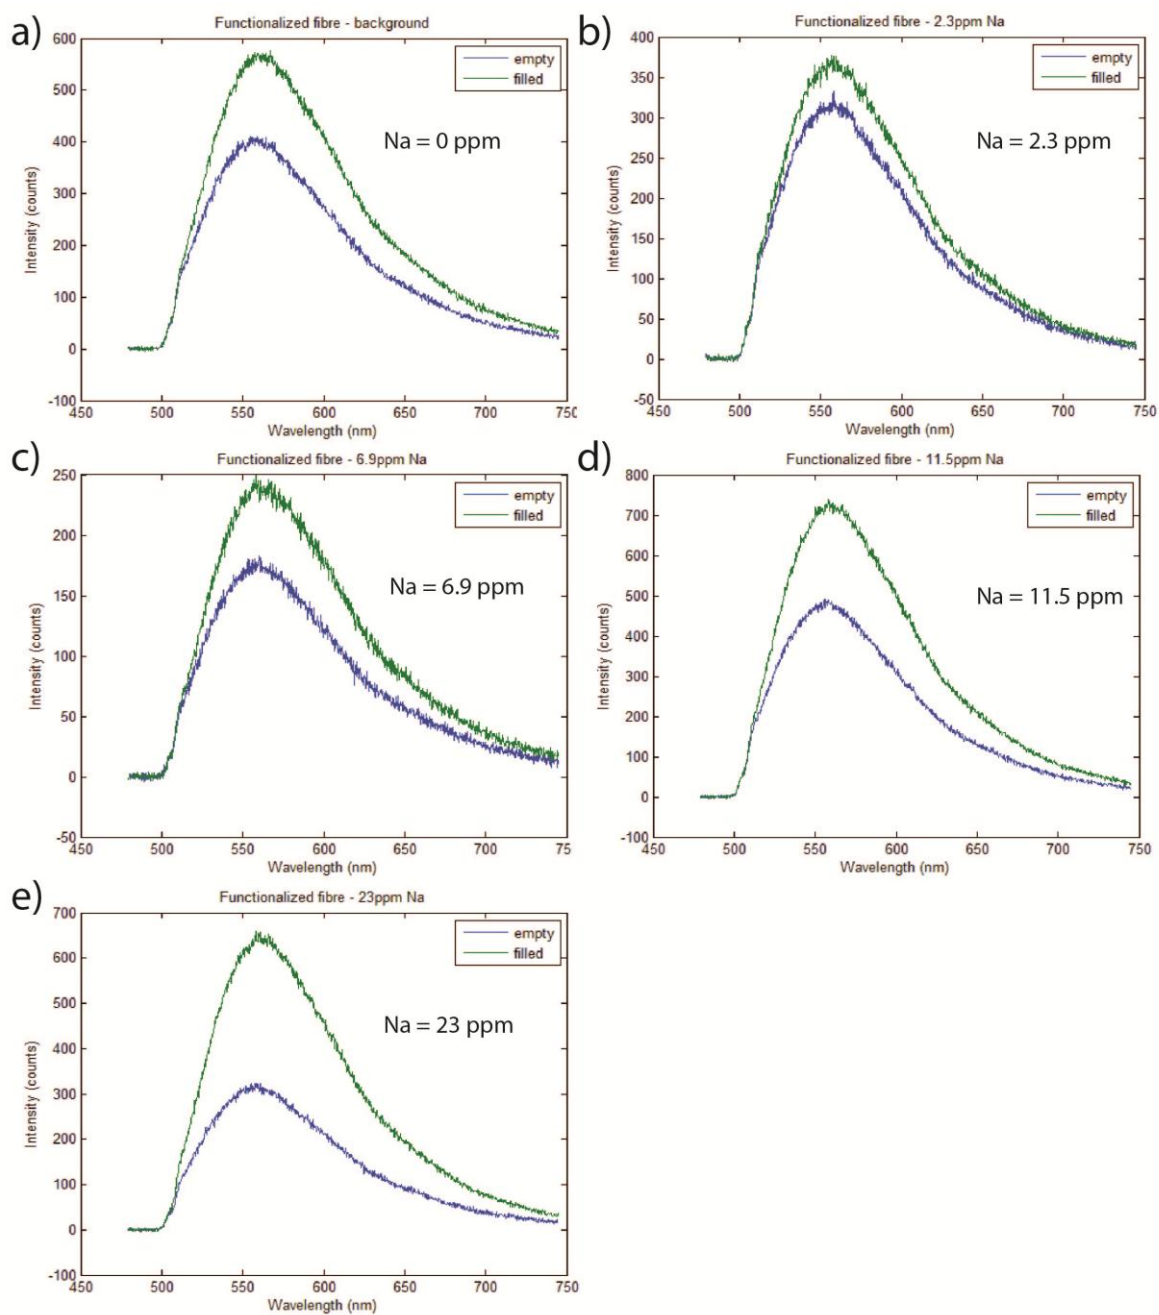 a)
Functionalized fibre - background
600
500
400
300
200
100
0
-100
450
500
550
600
650
700
750
Intensity (counts)
Wavelength (nm)
empty
filled
Na = 0 ppm
b)
Functionalized fibre - 2.3ppm Na
400
350
300
250
200
150
100
50
0
-50
450
500
550
600
650
700
750
Intensity (counts)
Wavelength (nm)
empty
filled
Na = 2.3 ppm
c)
Functionalized fibre - 6.9ppm Na
250
200
150
100
50
0
-50
450
500
550
600
650
700
75
Intensity (counts)
Wavelength (nm)
empty
filled
Na = 6.9 ppm
d)
Functionalized fibre - 11.5ppm Na
800
700
600
500
400
300
200
100
0
-100
450
500
550
600
650
700
750
Intensity (counts)
Wavelength (nm)
empty
filled
Na = 11.5 ppm
e)
Functionalized fibre - 23ppm Na
700
600
500
400
300
200
100
0
-100
450
500
550
600
650
700
750
Intensity (counts)
Wavelength (nm)
empty
filled
Na = 23 ppm